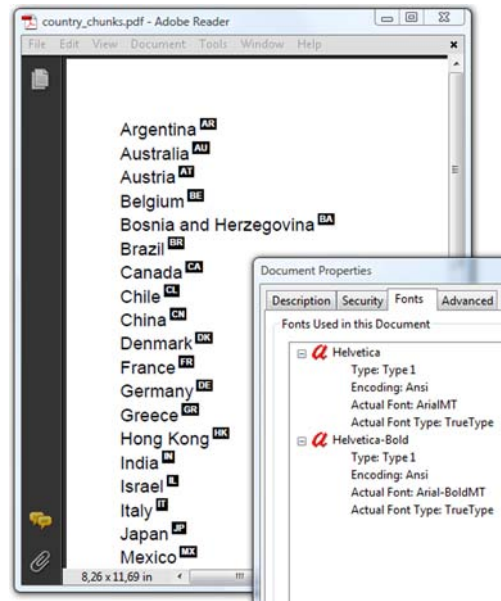 country_chunks.pdf - Adobe Reader
File Edit View Document Tools Window Help
Argentina AR
Australia AU
Austria AT
Belgium BE
Bosnia and Herzegovina BA
Brazil BR
Canada CA
Chile CL
China CN
Denmark DK
France FR
Germany DE
Greece GR
Hong Kong HK
India IN
Israel IL
Italy IT
Japan JP
Mexico MX
8,26 x 11,69 in
Document Properties
Description Security Fonts Advanced
Fonts Used in this Document
Helvetica
Type: Type 1
Encoding: Ansi
Actual Font: ArialMT
Actual Font Type: TrueType
Helvetica-Bold
Type: Type 1
Encoding: Ansi
Actual Font: Arial-BoldMT
Actual Font Type: TrueType